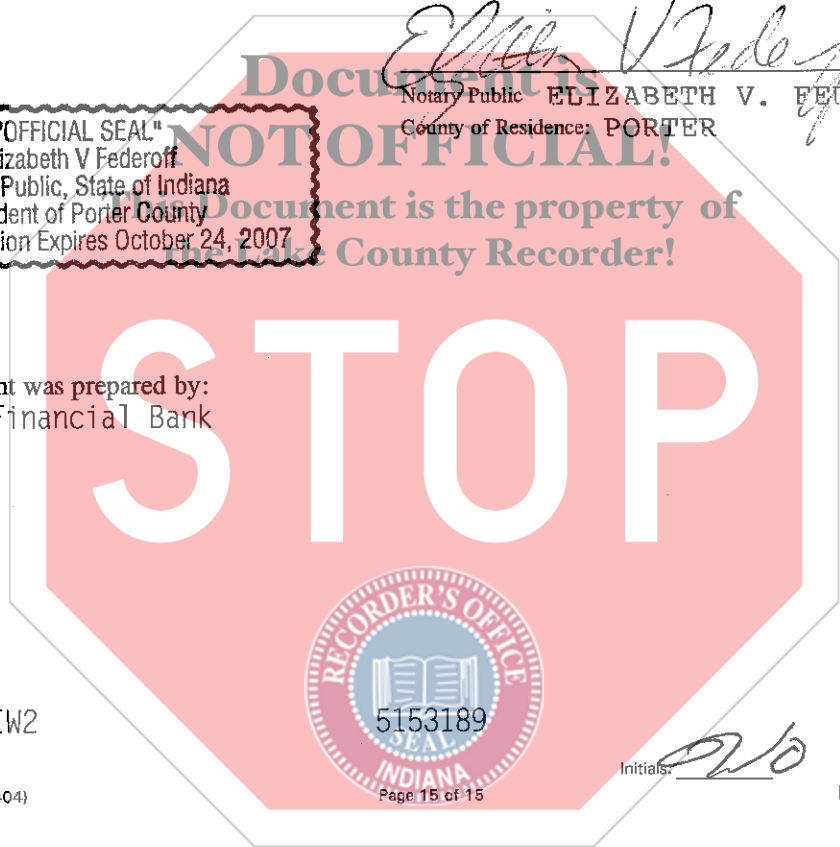 Document is
NOT OFFICIAL!
This Document is the property of
the Lake County Recorder!
Notary Public ELIZABETH V.
County of Residence: PORTER
"OFFICIAL SEAL"
izabeth V Federoff
Public, State of Indiana
dent of Porter County
ion Expires October 24, 2007
nt was prepared by:
Financial Bank
STOP
RECORDER'S OFFICE
SEAL
INDIANA
W2
5153189
Initials:
04)
Page 15 of 15